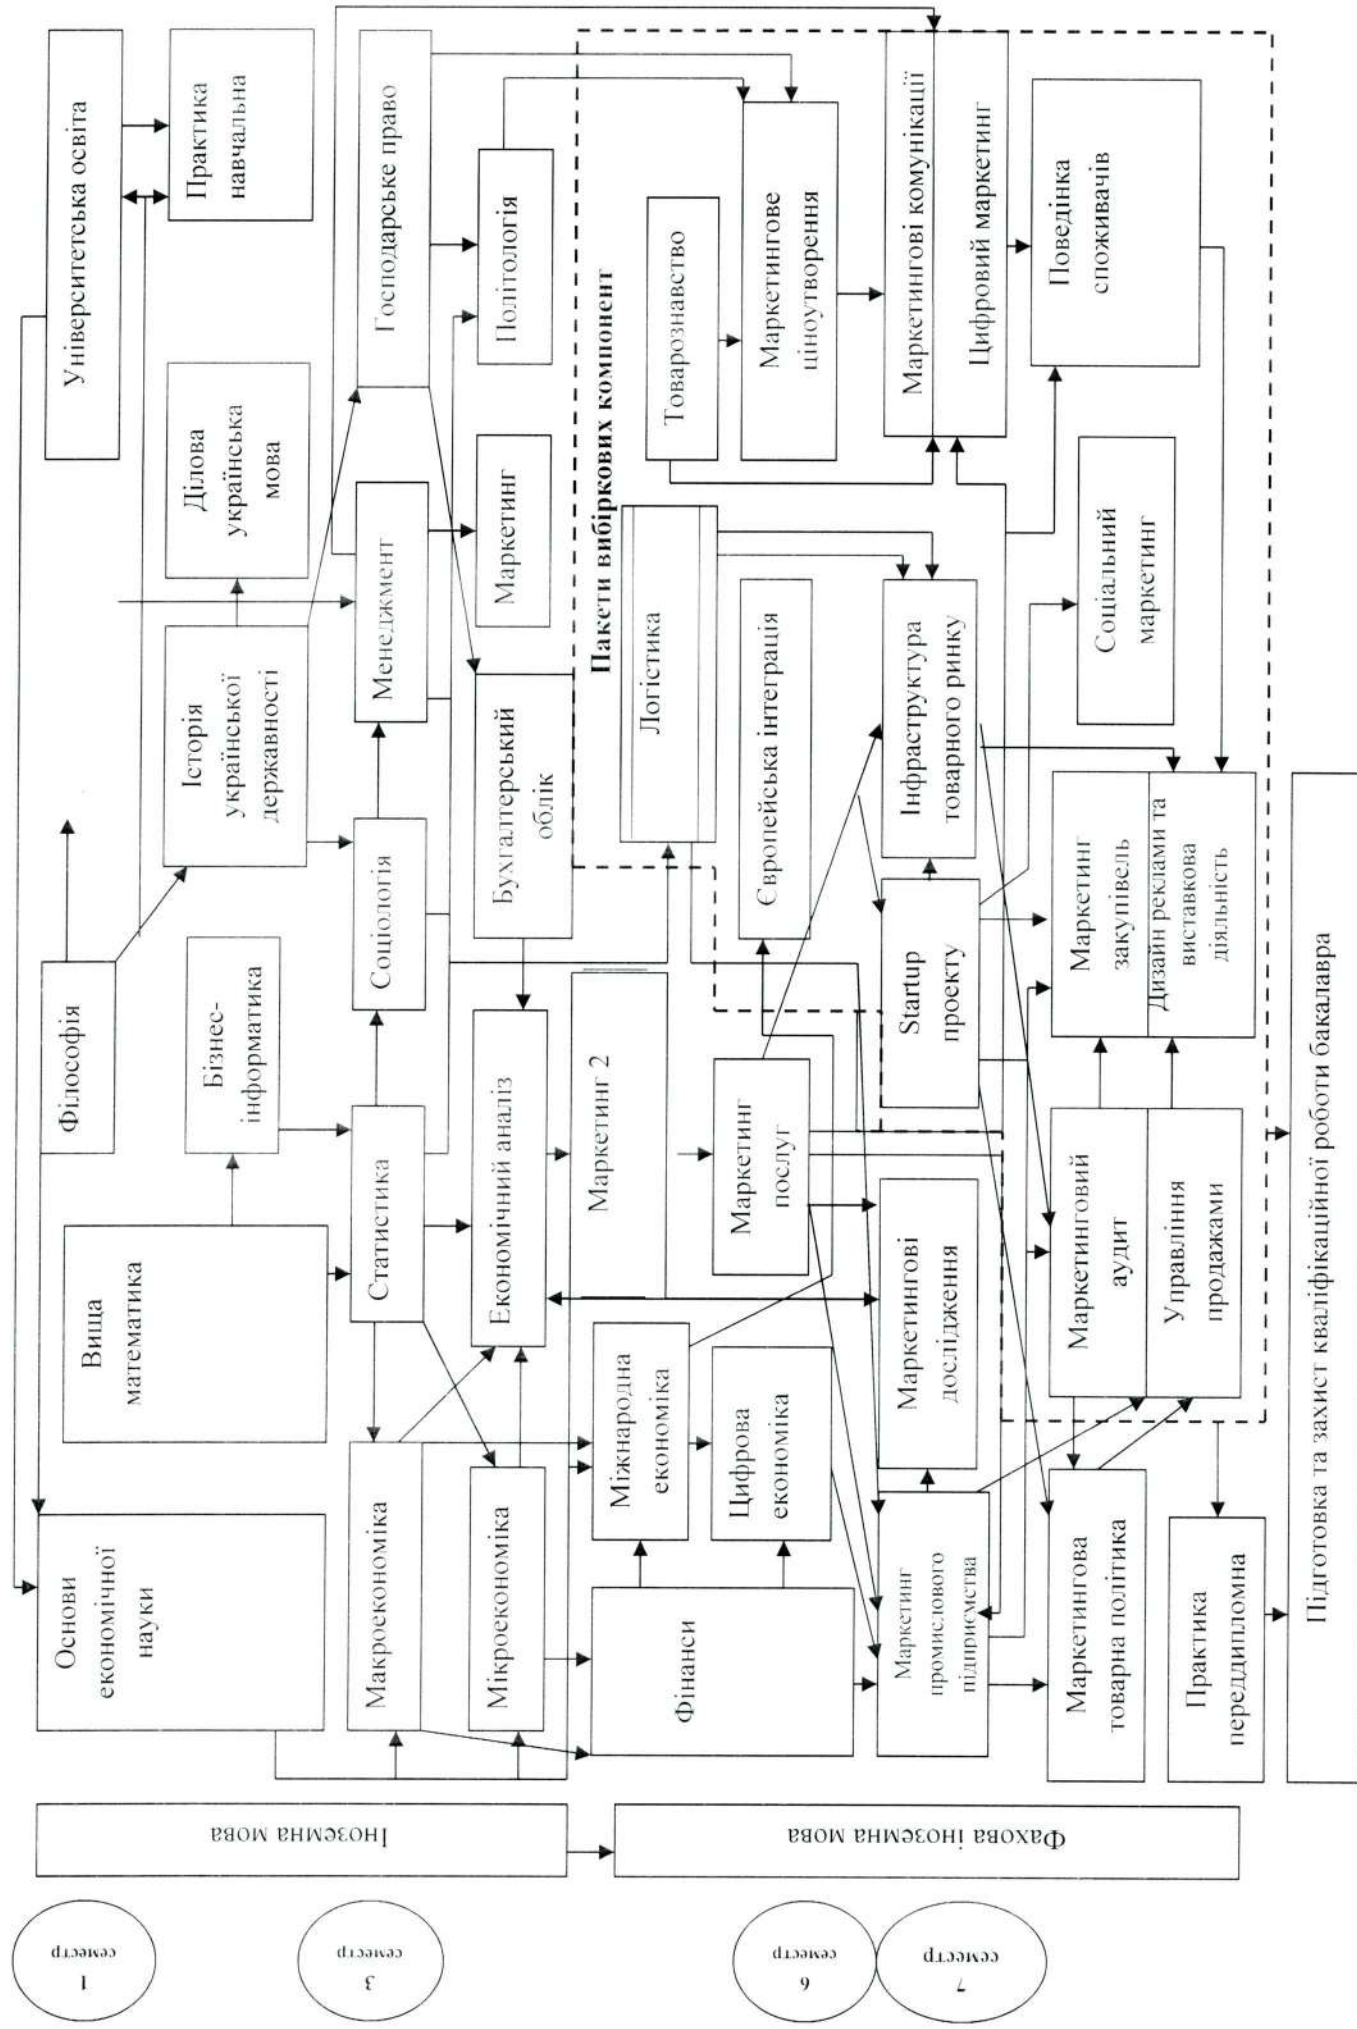 1
семестр
3
семестр
6
семестр
7
семестр
Іноземна мова
Фахова іноземна мова
Основи
економічної
науки
Вища
математика
Філософія
Університетська освіта
Бізнес-
інформатика
Історія
української
державності
Ділова
українська
мова
Практика
навчальна
Макроекономіка
Статистика
Соціологія
Менеджмент
Господарське право
Мікроекономіка
Економічний аналіз
Бухгалтерський
облік
Маркетинг
Політологія
Фінанси
Міжнародна
економіка
Маркетинг 2
Пакети вибіркових компонент
Логістика
Товарознавство
Цифрова
економіка
Маркетинг
послуг
Європейська інтеграція
Маркетингове
ціноутворення
Маркетинг
промислового
підприємства
Маркетингові
дослідження
Startup
проекту
Інфраструктура
товарного ринку
Маркетингові комунікації
Цифровий маркетинг
Маркетингова
товарна політика
Маркетинговий
аудит
Управління
продажами
Маркетинг
закупівель
Дизайн реклами та
виставкова
діяльність
Соціальний
маркетинг
Поведінка
споживачів
Практика
переддипломна
Підготовка та захист кваліфікаційної роботи бакалавра